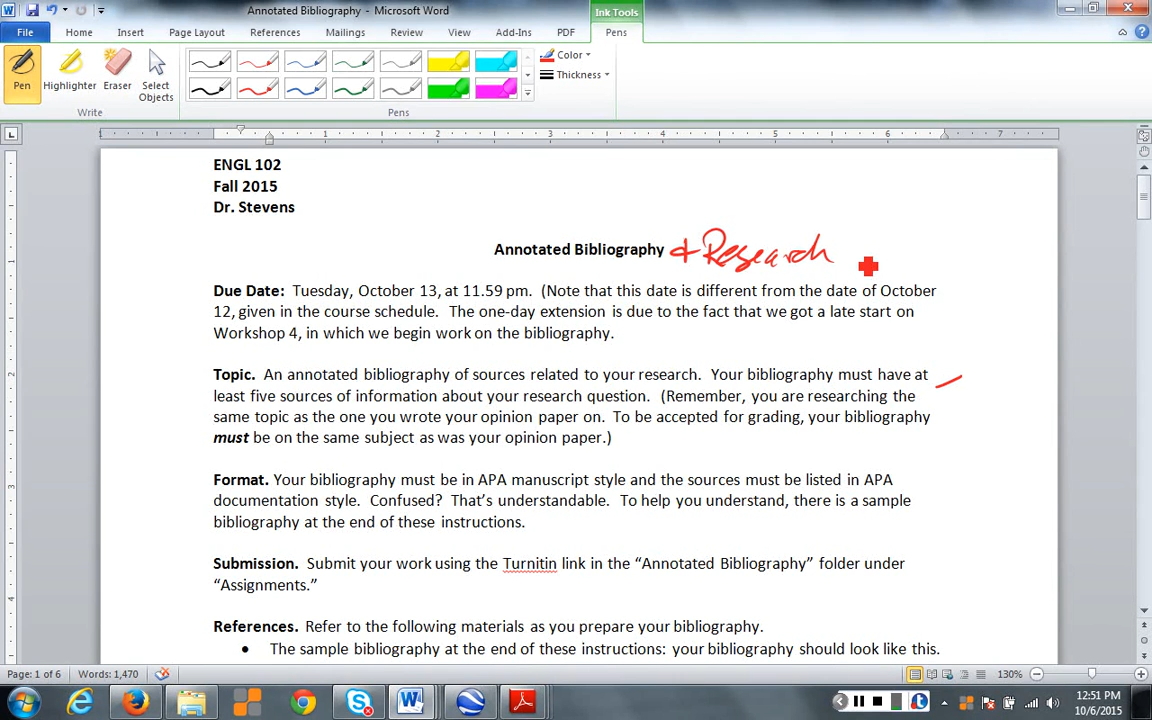 Annotated Bibliography - Microsoft Word
Ink Tools
File Home Insert Page Layout References Mailings Review View Add-Ins PDF Pens
Pen Highlighter Eraser Select Objects
Color
Thickness
Write Pens
1 1 2 3 4 5 6 7
ENGL 102
Fall 2015
Dr. Stevens
Annotated Bibliography + Research
Due Date: Tuesday, October 13, at 11.59 pm. (Note that this date is different from the date of October
12, given in the course schedule. The one-day extension is due to the fact that we got a late start on
Workshop 4, in which we begin work on the bibliography.
Topic. An annotated bibliography of sources related to your research. Your bibliography must have at
least five sources of information about your research question. (Remember, you are researching the
same topic as the one you wrote your opinion paper on. To be accepted for grading, your bibliography
must be on the same subject as was your opinion paper.)
Format. Your bibliography must be in APA manuscript style and the sources must be listed in APA
documentation style. Confused? That’s understandable. To help you understand, there is a sample
bibliography at the end of these instructions.
Submission. Submit your work using the Turnitin link in the “Annotated Bibliography” folder under
“Assignments.”
References. Refer to the following materials as you prepare your bibliography.
• The sample bibliography at the end of these instructions: your bibliography should look like this.
Page: 1 of 6 Words: 1,470 130%
12:51 PM
10/6/2015